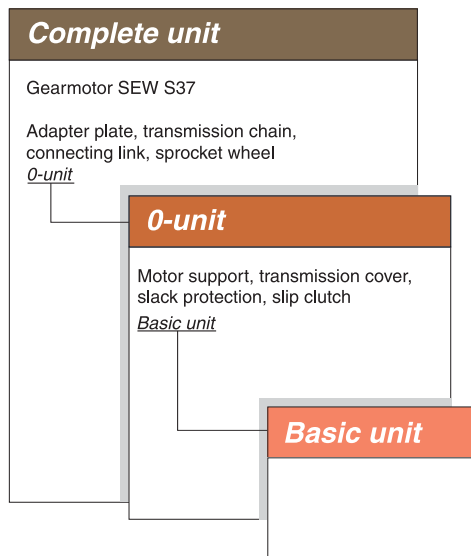 Complete unit
Gearmotor SEW S37
Adapter plate, transmission chain,
connecting link, sprocket wheel
0-unit
0-unit
Motor support, transmission cover,
slack protection, slip clutch
Basic unit
Basic unit